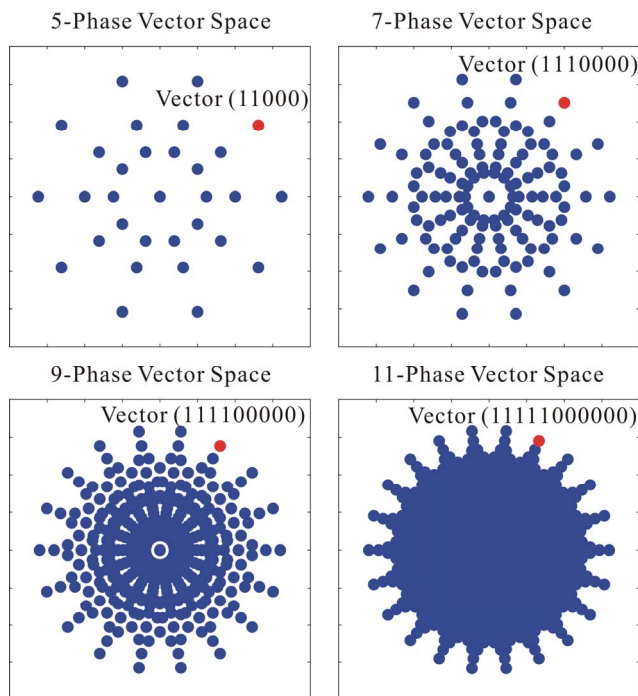 5-Phase Vector Space
7-Phase Vector Space
Vector (11000)
Vector (1110000)
9-Phase Vector Space
11-Phase Vector Space
Vector (111100000)
Vector (11111000000)